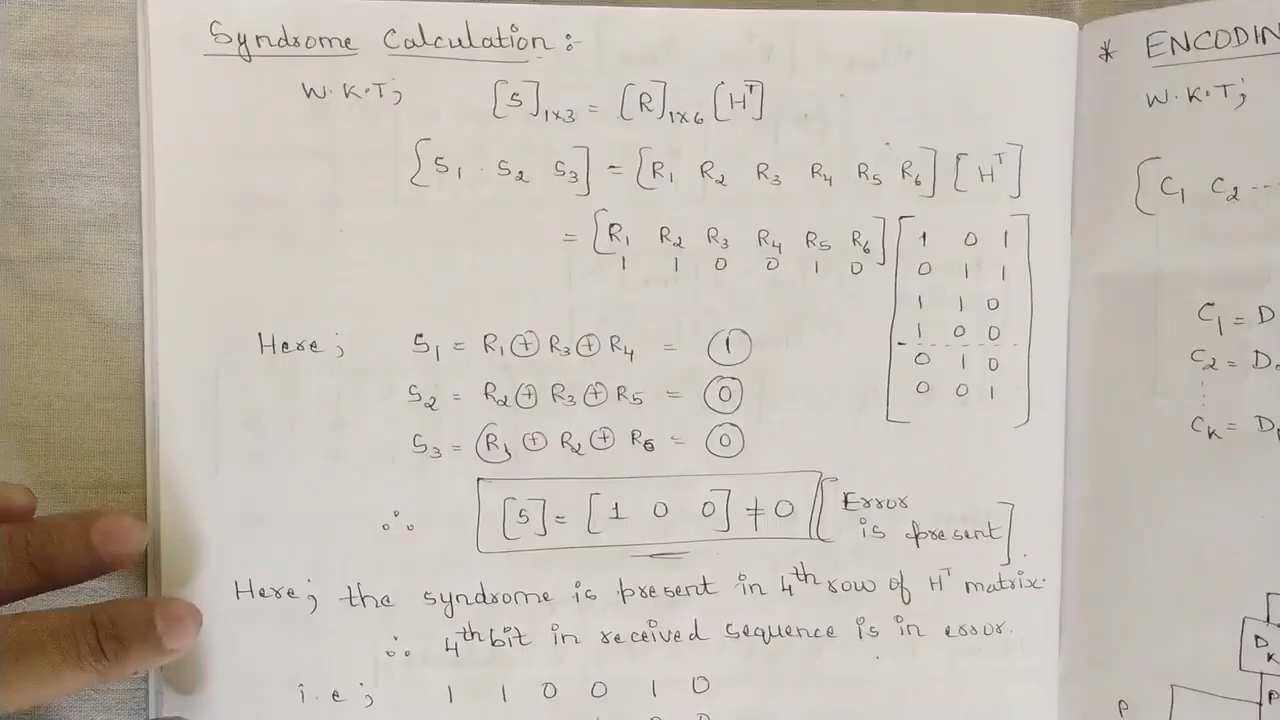 Syndrome Calculation :-
W.K.T; [S]1x3 = [R]1x6 [H^T]
[S1 S2 S3] = [R1 R2 R3 R4 R5 R6] [H^T]
= [R1 R2 R3 R4 R5 R6] [1 0 1
1 1 0 0 1 0
0 1 1
1 1 0
1 0 0
0 1 0
0 0 1]
Here; S1 = R1 ⊕ R3 ⊕ R4 = 1
S2 = R2 ⊕ R3 ⊕ R5 = 0
S3 = R1 ⊕ R2 ⊕ R6 = 0
∴ [S] = [1 0 0] ≠ 0 [Error
is present].
Here; the syndrome is present in 4th row of H^T matrix.
∴ 4th bit in received sequence is in error.
i.e; 1 1 0 0 1 0
* ENCODIN
W.K.T;
[C1 C2 ...
C1 = D
C2 = D
CK = D
DK
P